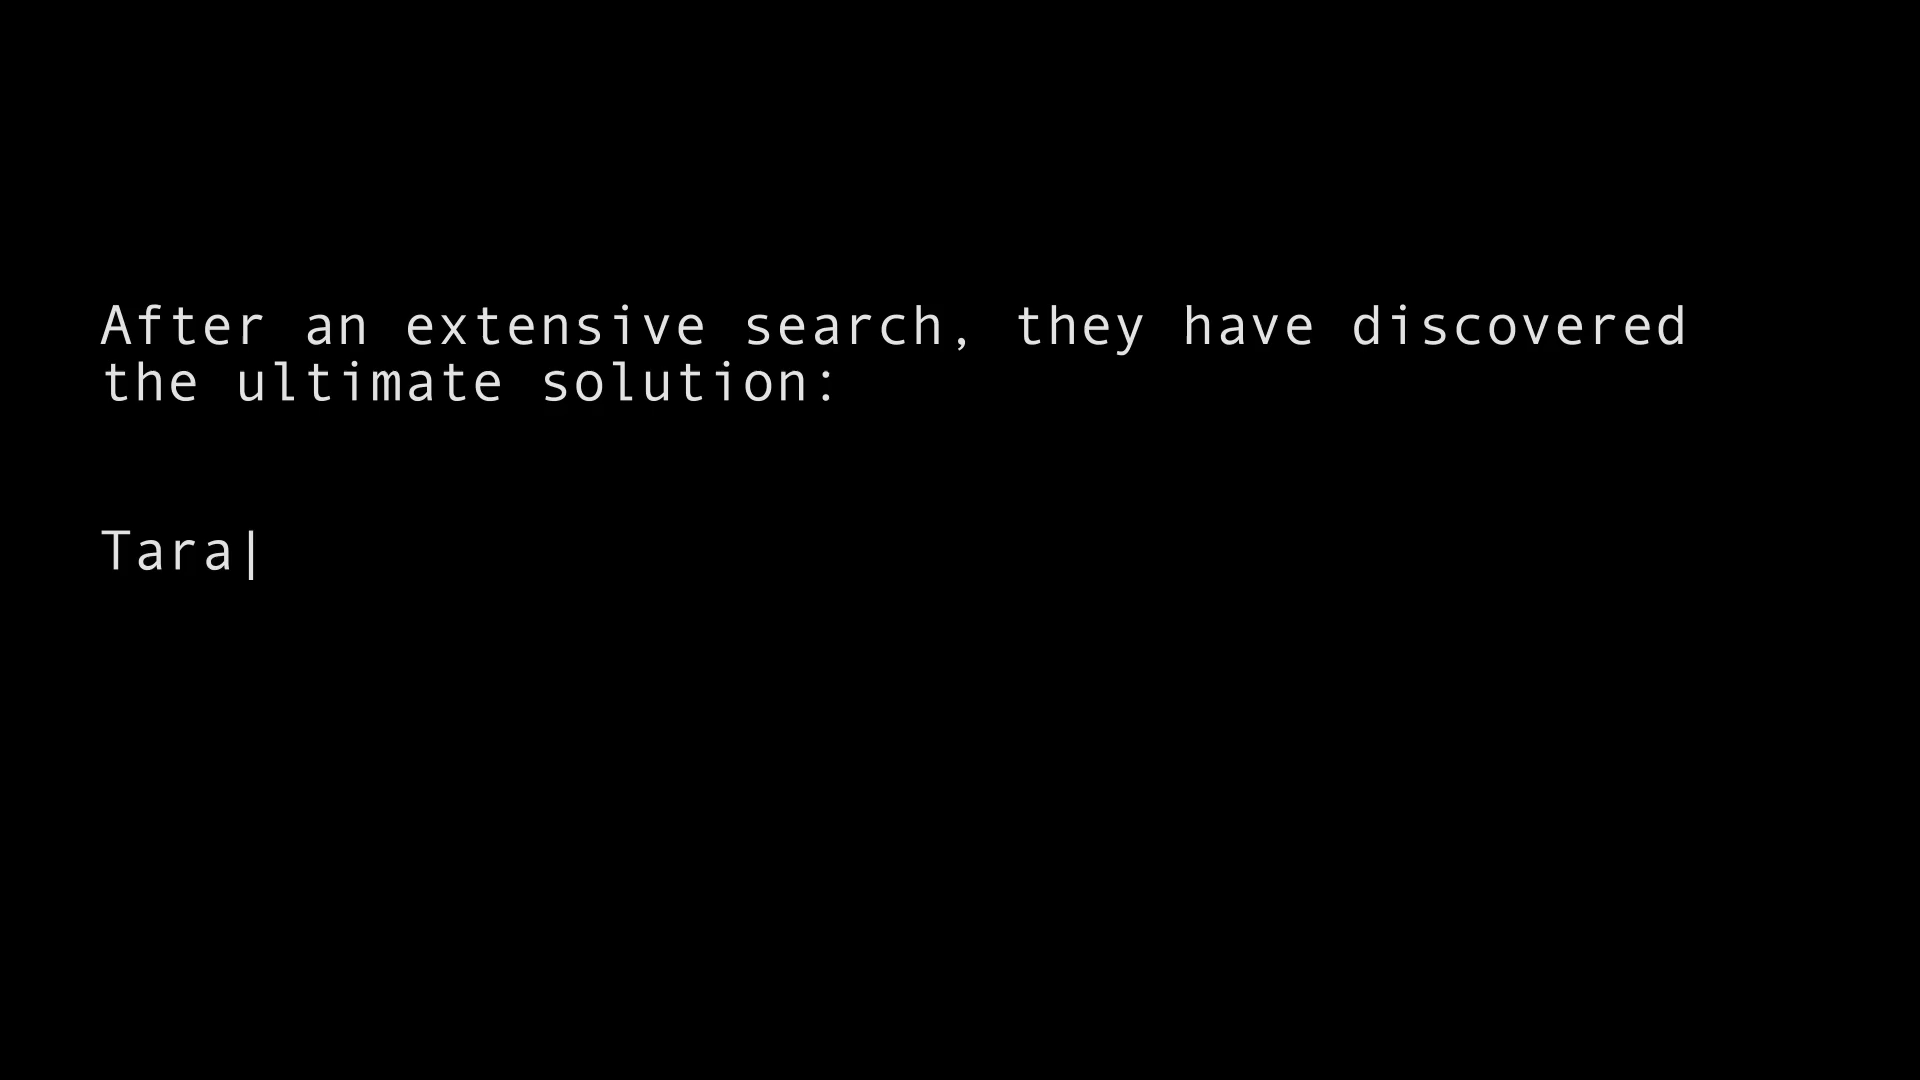 After an extensive search, they have discovered
the ultimate solution:
Tara|